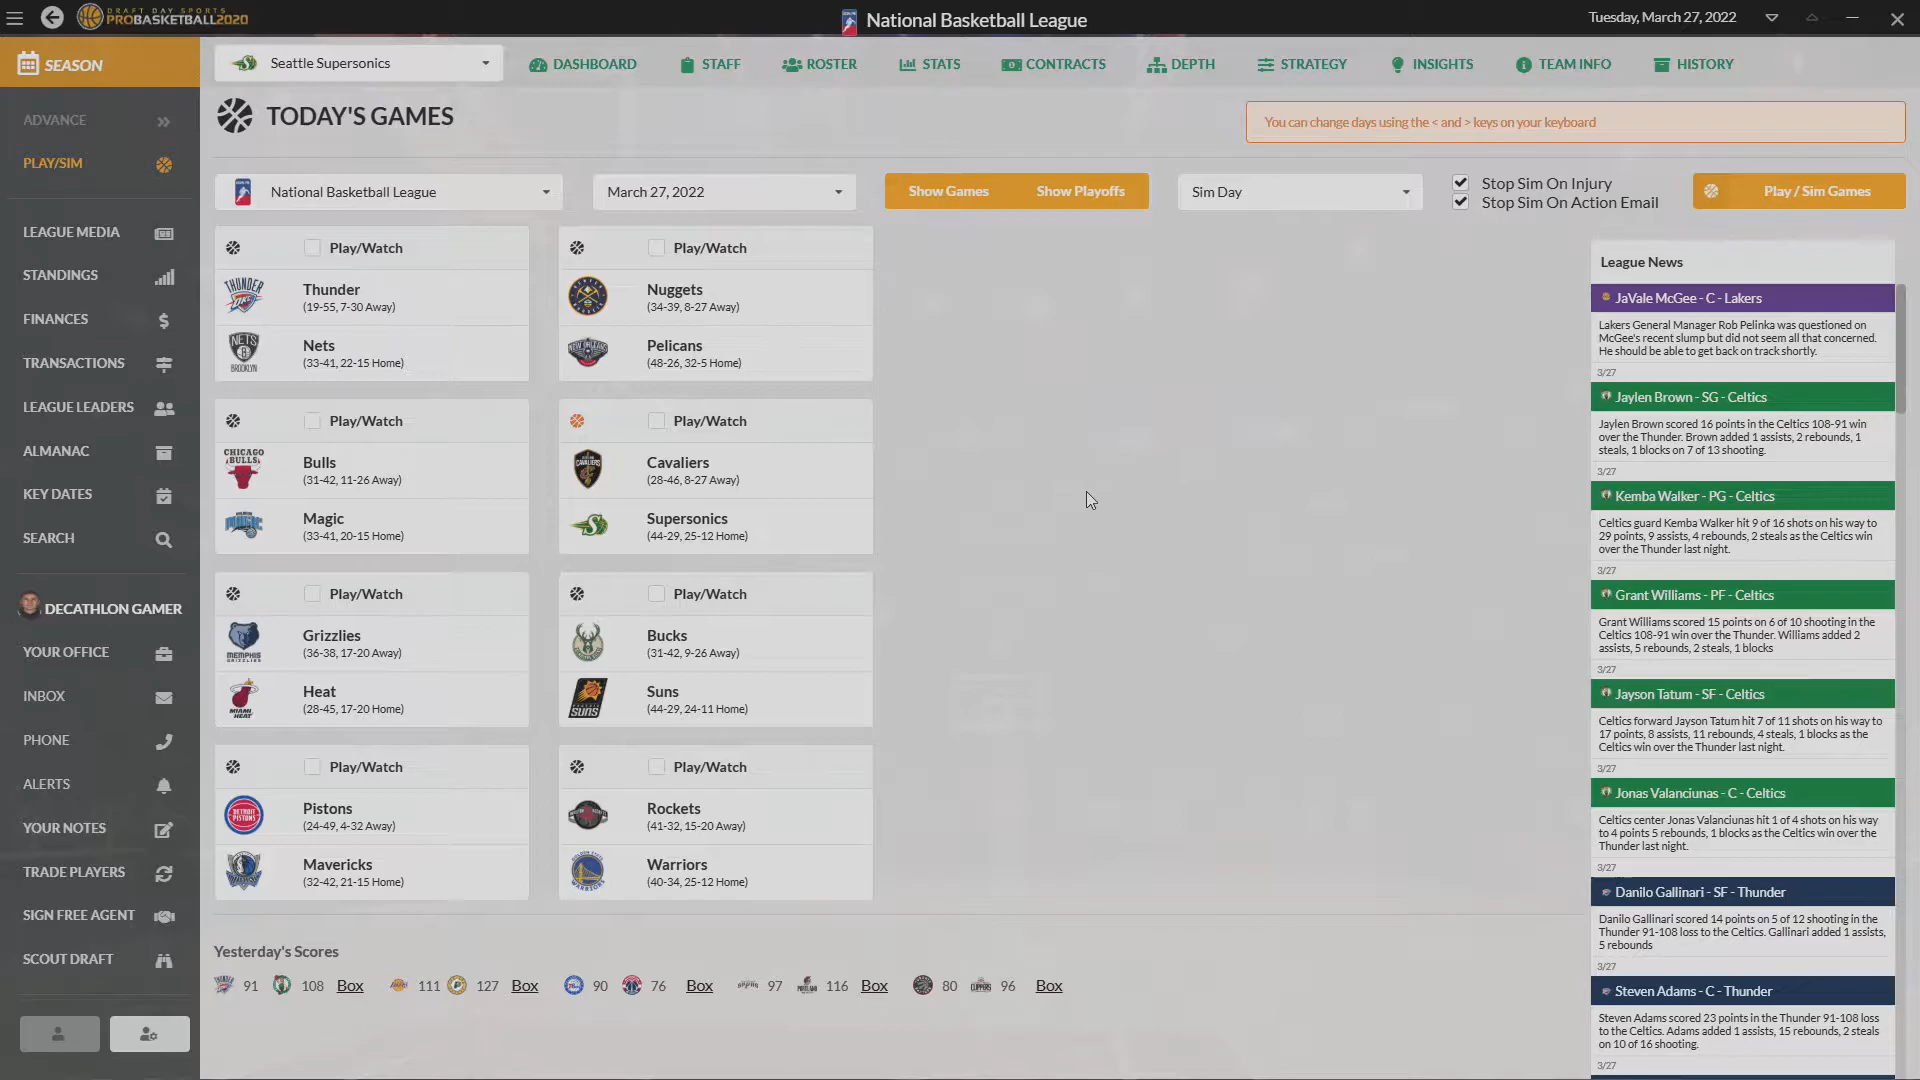 DRAFT DAY SPORTS
PROBASKETBALL2020
National Basketball League
Tuesday, March 27, 2022
SEASON
Seattle Supersonics
DASHBOARD
STAFF
ROSTER
STATS
CONTRACTS
DEPTH
STRATEGY
INSIGHTS
TEAM INFO
HISTORY
ADVANCE
PLAY/SIM
LEAGUE MEDIA
STANDINGS
FINANCES
TRANSACTIONS
LEAGUE LEADERS
ALMANAC
KEY DATES
SEARCH
DECATHLON GAMER
YOUR OFFICE
INBOX
PHONE
ALERTS
YOUR NOTES
TRADE PLAYERS
SIGN FREE AGENT
SCOUT DRAFT
TODAY'S GAMES
You can change days using the < and > keys on your keyboard
National Basketball League
March 27, 2022
Show Games
Show Playoffs
Sim Day
Stop Sim On Injury
Stop Sim On Action Email
Play / Sim Games
Play/Watch
Thunder
(19-55, 7-30 Away)
Nets
(33-41, 22-15 Home)
Play/Watch
Nuggets
(34-39, 8-27 Away)
Pelicans
(48-26, 32-5 Home)
Play/Watch
Bulls
(31-42, 11-26 Away)
Magic
(33-41, 20-15 Home)
Play/Watch
Cavaliers
(28-46, 8-27 Away)
Supersonics
(44-29, 25-12 Home)
Play/Watch
Grizzlies
(36-38, 17-20 Away)
Heat
(28-45, 17-20 Home)
Play/Watch
Bucks
(31-42, 9-26 Away)
Suns
(44-29, 24-11 Home)
Play/Watch
Pistons
(24-49, 4-32 Away)
Mavericks
(32-42, 21-15 Home)
Play/Watch
Rockets
(41-32, 15-20 Away)
Warriors
(40-34, 25-12 Home)
Yesterday's Scores
91 108 Box 111 127 Box 90 76 Box 97 116 Box 80 96 Box
League News
JaVale McGee - C - Lakers
Lakers General Manager Rob Pelinka was questioned on
McGee's recent slump but did not seem all that concerned.
He should be able to get back on track shortly.
3/27
Jaylen Brown - SG - Celtics
Jaylen Brown scored 16 points in the Celtics 108-91 win
over the Thunder. Brown added 1 assists, 2 rebounds, 1
steals, 1 blocks on 7 of 13 shooting.
3/27
Kemba Walker - PG - Celtics
Celtics guard Kemba Walker hit 9 of 16 shots on his way to
29 points, 9 assists, 4 rebounds, 2 steals as the Celtics win
over the Thunder last night.
3/27
Grant Williams - PF - Celtics
Grant Williams scored 15 points on 6 of 10 shooting in the
Celtics 108-91 win over the Thunder. Williams added 2
assists, 5 rebounds, 2 steals, 1 blocks
3/27
Jayson Tatum - SF - Celtics
Celtics forward Jayson Tatum hit 7 of 11 shots on his way to
17 points, 8 assists, 11 rebounds, 4 steals, 1 blocks as the
Celtics win over the Thunder last night.
3/27
Jonas Valanciunas - C - Celtics
Celtics center Jonas Valanciunas hit 1 of 4 shots on his way
to 4 points 5 rebounds, 1 blocks as the Celtics win over the
Thunder last night.
3/27
Danilo Gallinari - SF - Thunder
Danilo Gallinari scored 14 points on 5 of 12 shooting in the
Thunder 91-108 loss to the Celtics. Gallinari added 1 assists,
5 rebounds
3/27
Steven Adams - C - Thunder
Steven Adams scored 23 points in the Thunder 91-108 loss
to the Celtics. Adams added 1 assists, 15 rebounds, 2 steals
on 10 of 16 shooting.
3/27